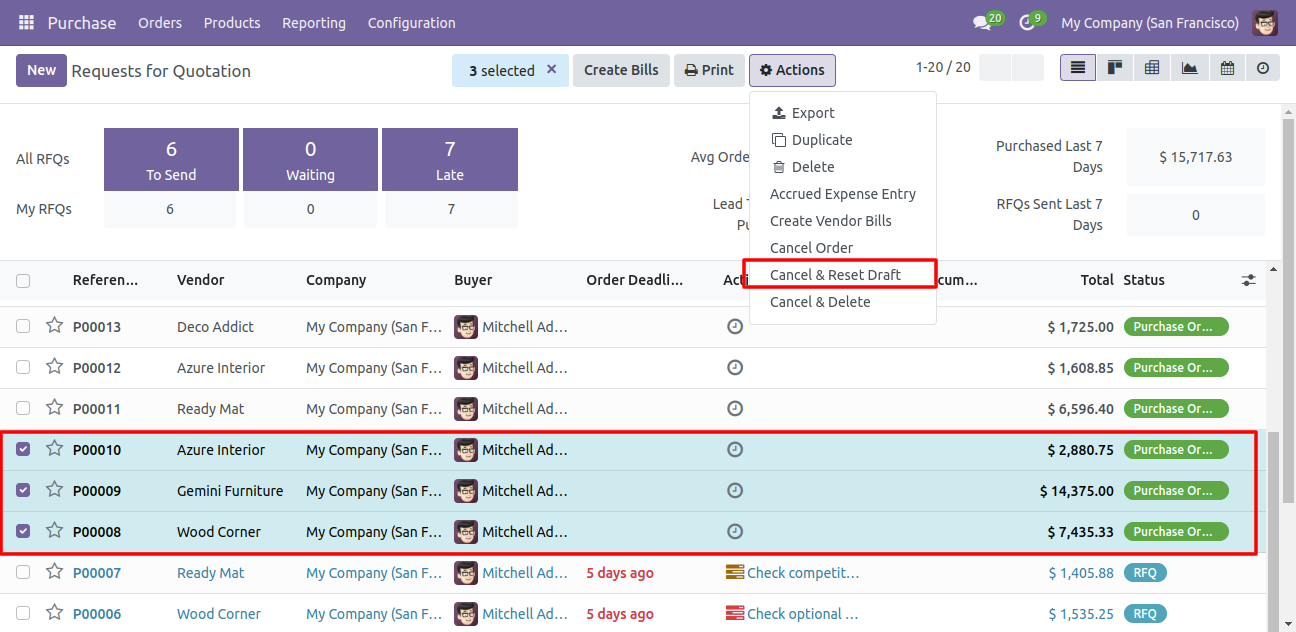 Purchase Orders Products Reporting Configuration 20 9 My Company (San Francisco)
New Requests for Quotation 3 selected × Create Bills Print Actions 1-20 / 20
Export
Duplicate
Delete
Accrued Expense Entry
Create Vendor Bills
Cancel Order
Cancel & Reset Draft
Cancel & Delete
All RFQs
6 To Send
0 Waiting
7 Late
My RFQs 6 0 7
Avg Orde
Lead
Purchased Last 7
Days
$ 15,717.63
RFQs Sent Last 7
Days
0
Referen... Vendor Company Buyer Order Deadli... Acti cum... Total Status
P00013 Deco Addict My Company (San F... Mitchell Ad... $ 1,725.00 Purchase Or...
P00012 Azure Interior My Company (San F... Mitchell Ad... $ 1,608.85 Purchase Or...
P00011 Ready Mat My Company (San F... Mitchell Ad... $ 6,596.40 Purchase Or...
P00010 Azure Interior My Company (San F... Mitchell Ad... $ 2,880.75 Purchase Or...
P00009 Gemini Furniture My Company (San F... Mitchell Ad... $ 14,375.00 Purchase Or...
P00008 Wood Corner My Company (San F... Mitchell Ad... $ 7,435.33 Purchase Or...
P00007 Ready Mat My Company (San F... Mitchell Ad... 5 days ago Check competit... $ 1,405.88 RFQ
P00006 Wood Corner My Company (San F... Mitchell Ad... 5 days ago Check optional ... $ 1,535.25 RFQ